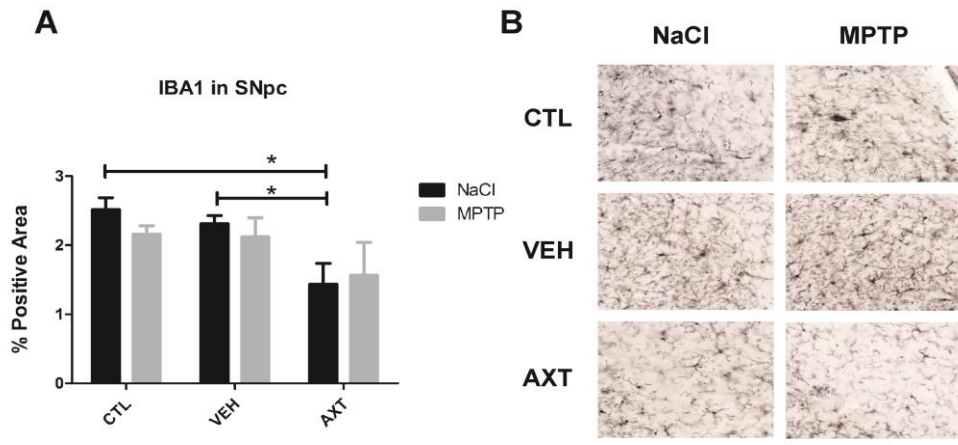 A
IBA1 in SNpc
*
*
3
2
1
0
% Positive Area
CTL
VEH
AXT
NaCl
MPTP
B
NaCl
MPTP
CTL
VEH
AXT